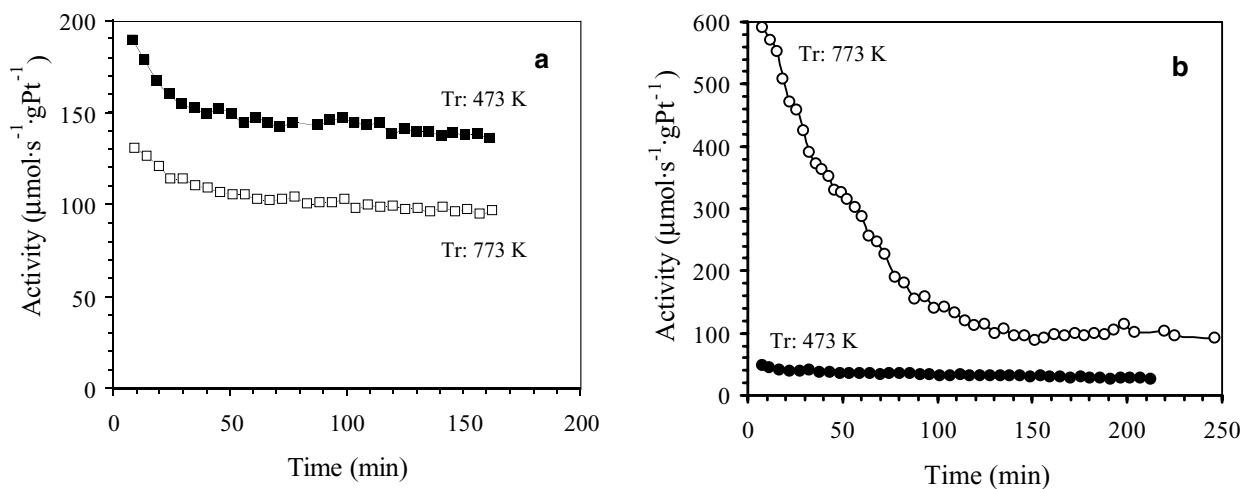 200
150
100
50
0
Activity (μmol·s⁻¹·gPt⁻¹)
a
Tr: 473 K
Tr: 773 K
0 50 100 150 200
Time (min)
600
500
400
300
200
100
0
Activity (μmol·s⁻¹·gPt⁻¹)
Tr: 773 K
b
Tr: 473 K
0 50 100 150 200 250
Time (min)